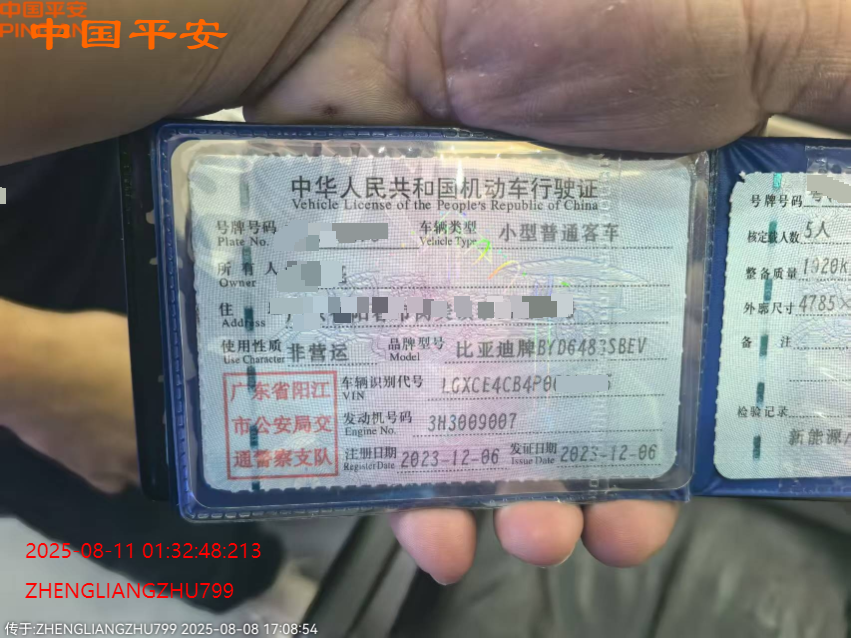 中国平安
中国平安
中华人民共和国机动车行驶证
Vehicle License of the People's Republic of China
号牌号码
Plate No.
车辆类型 小型普通客车
Vehicle Type
所有人
Owner
住
Address
使用性质 非营运
Use Character
品牌型号 比亚迪牌BYD6483SBEV
Model
广东省阳江
市公安局交
通警察支队
车辆识别代号 LGXCE4CB4P0
VIN
发动机号码 3H3009007
Engine No.
注册日期 2023-12-06
Register Date
发证日期 2023-12-06
Issue Date
号牌号码
核定载人数 5人
整备质量 1920k
外廓尺寸 4785×
备 注
检验记录
新能源
2025-08-11 01:32:48:213
ZHENGLIANGZHU799
传于:ZHENGLIANGZHU799 2025-08-08 17:08:54